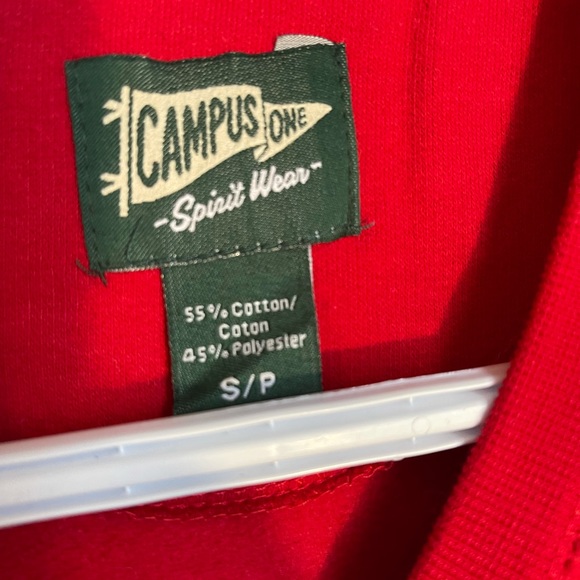 CAMPUS ONE
-Spirit Wear-
55% Cotton/
Coton
45% Polyester
S/P